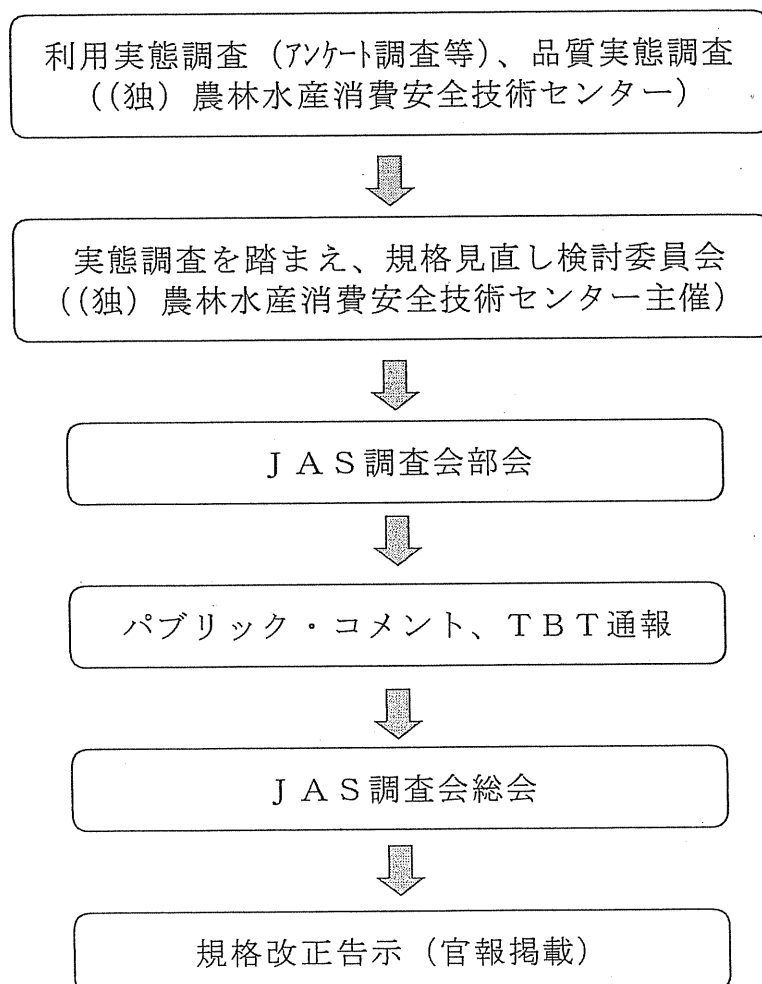 利用実態調査（アンケート調査等）、品質実態調査
（（独）農林水産消費安全技術センター）
実態調査を踏まえ、規格見直し検討委員会
（（独）農林水産消費安全技術センター主催）
ＪＡＳ調査会部会
パブリック・コメント、ＴＢＴ通報
ＪＡＳ調査会総会
規格改正告示（官報掲載）